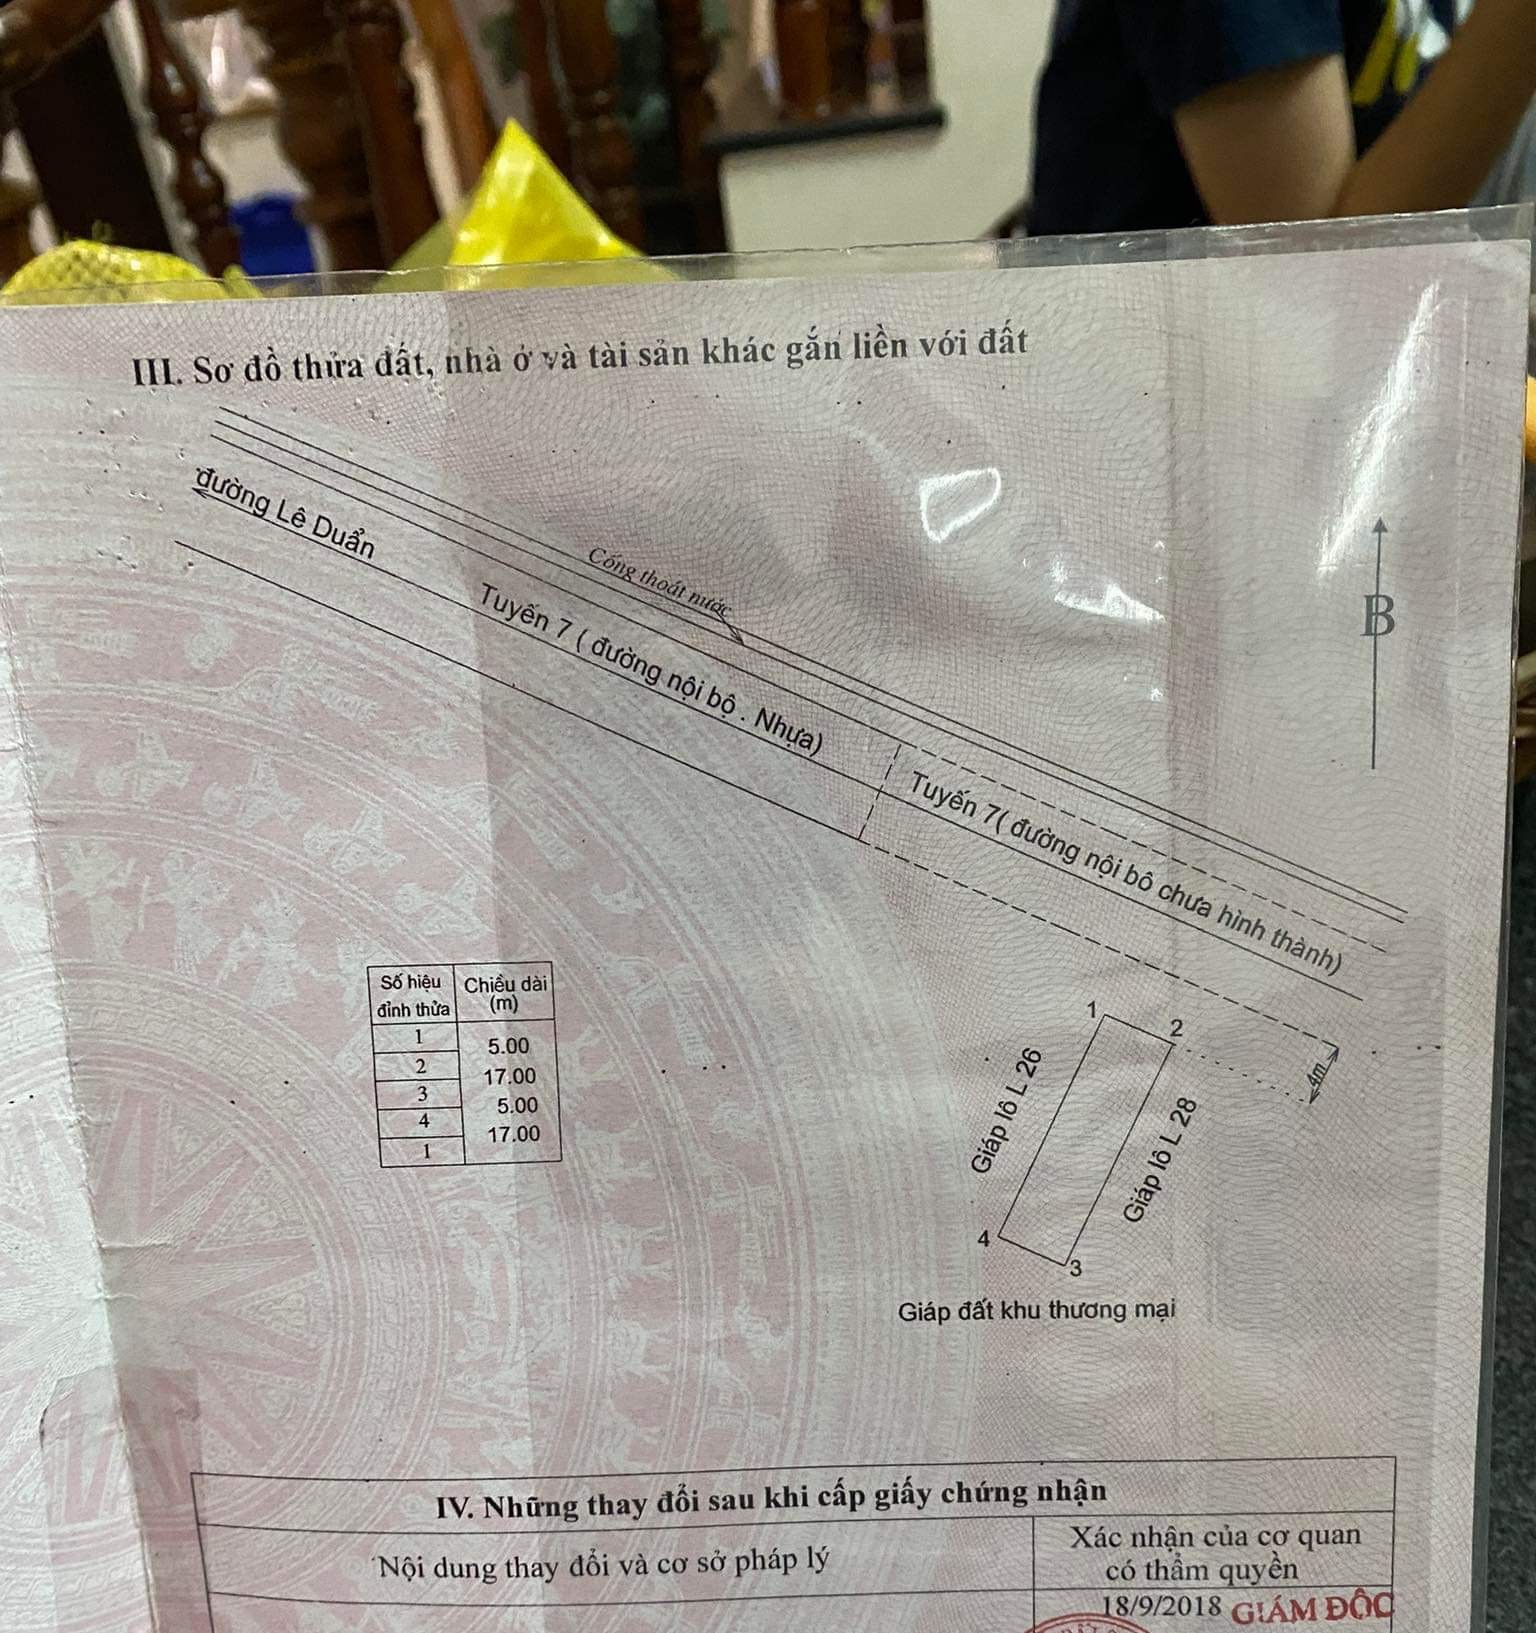 III. Sơ đồ thửa đất, nhà ở và tài sản khác gắn liền với đất
đường Lê Duẩn
Cống thoát nước
Tuyến 7 ( đường nội bộ . Nhựa)
B
Tuyến 7( đường nội bô chưa hình thành)
Số hiệu đỉnh thửa
Chiều dài (m)
1
5.00
2
17.00
3
5.00
4
17.00
1
1
2
4m
Giáp lô L 26
Giáp lô L 28
4
3
Giáp đất khu thương mại
IV. Những thay đổi sau khi cấp giấy chứng nhận
Nội dung thay đổi và cơ sở pháp lý
Xác nhận của cơ quan
có thẩm quyền
18/9/2018 GIÁM ĐỐC